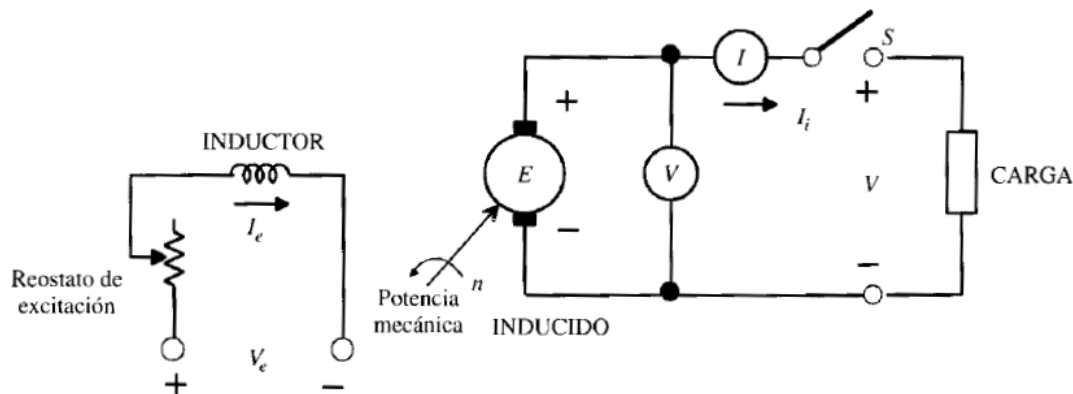 INDUCTOR
I_e
Reostato de
excitación
+
V_e
−
+
E
−
n
Potencia
mecánica
INDUCIDO
V
I
I_i
S
+
V
−
CARGA